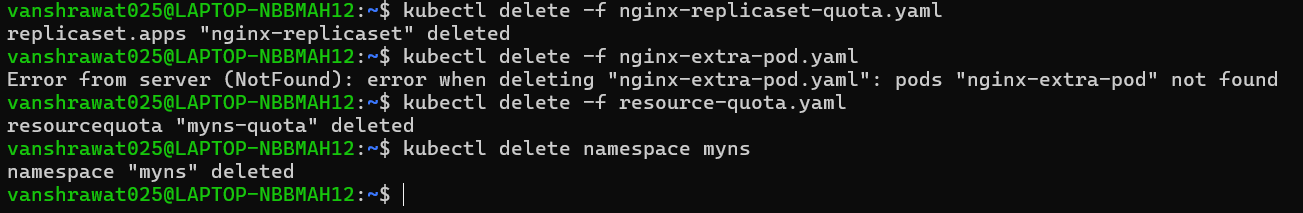 vanshrawat025@LAPTOP-NBBMAH12:~$ kubectl delete -f nginx-replicaset-quota.yaml
replicaset.apps "nginx-replicaset" deleted
vanshrawat025@LAPTOP-NBBMAH12:~$ kubectl delete -f nginx-extra-pod.yaml
Error from server (NotFound): error when deleting "nginx-extra-pod.yaml": pods "nginx-extra-pod" not found
vanshrawat025@LAPTOP-NBBMAH12:~$ kubectl delete -f resource-quota.yaml
resourcequota "myns-quota" deleted
vanshrawat025@LAPTOP-NBBMAH12:~$ kubectl delete namespace myns
namespace "myns" deleted
vanshrawat025@LAPTOP-NBBMAH12:~$